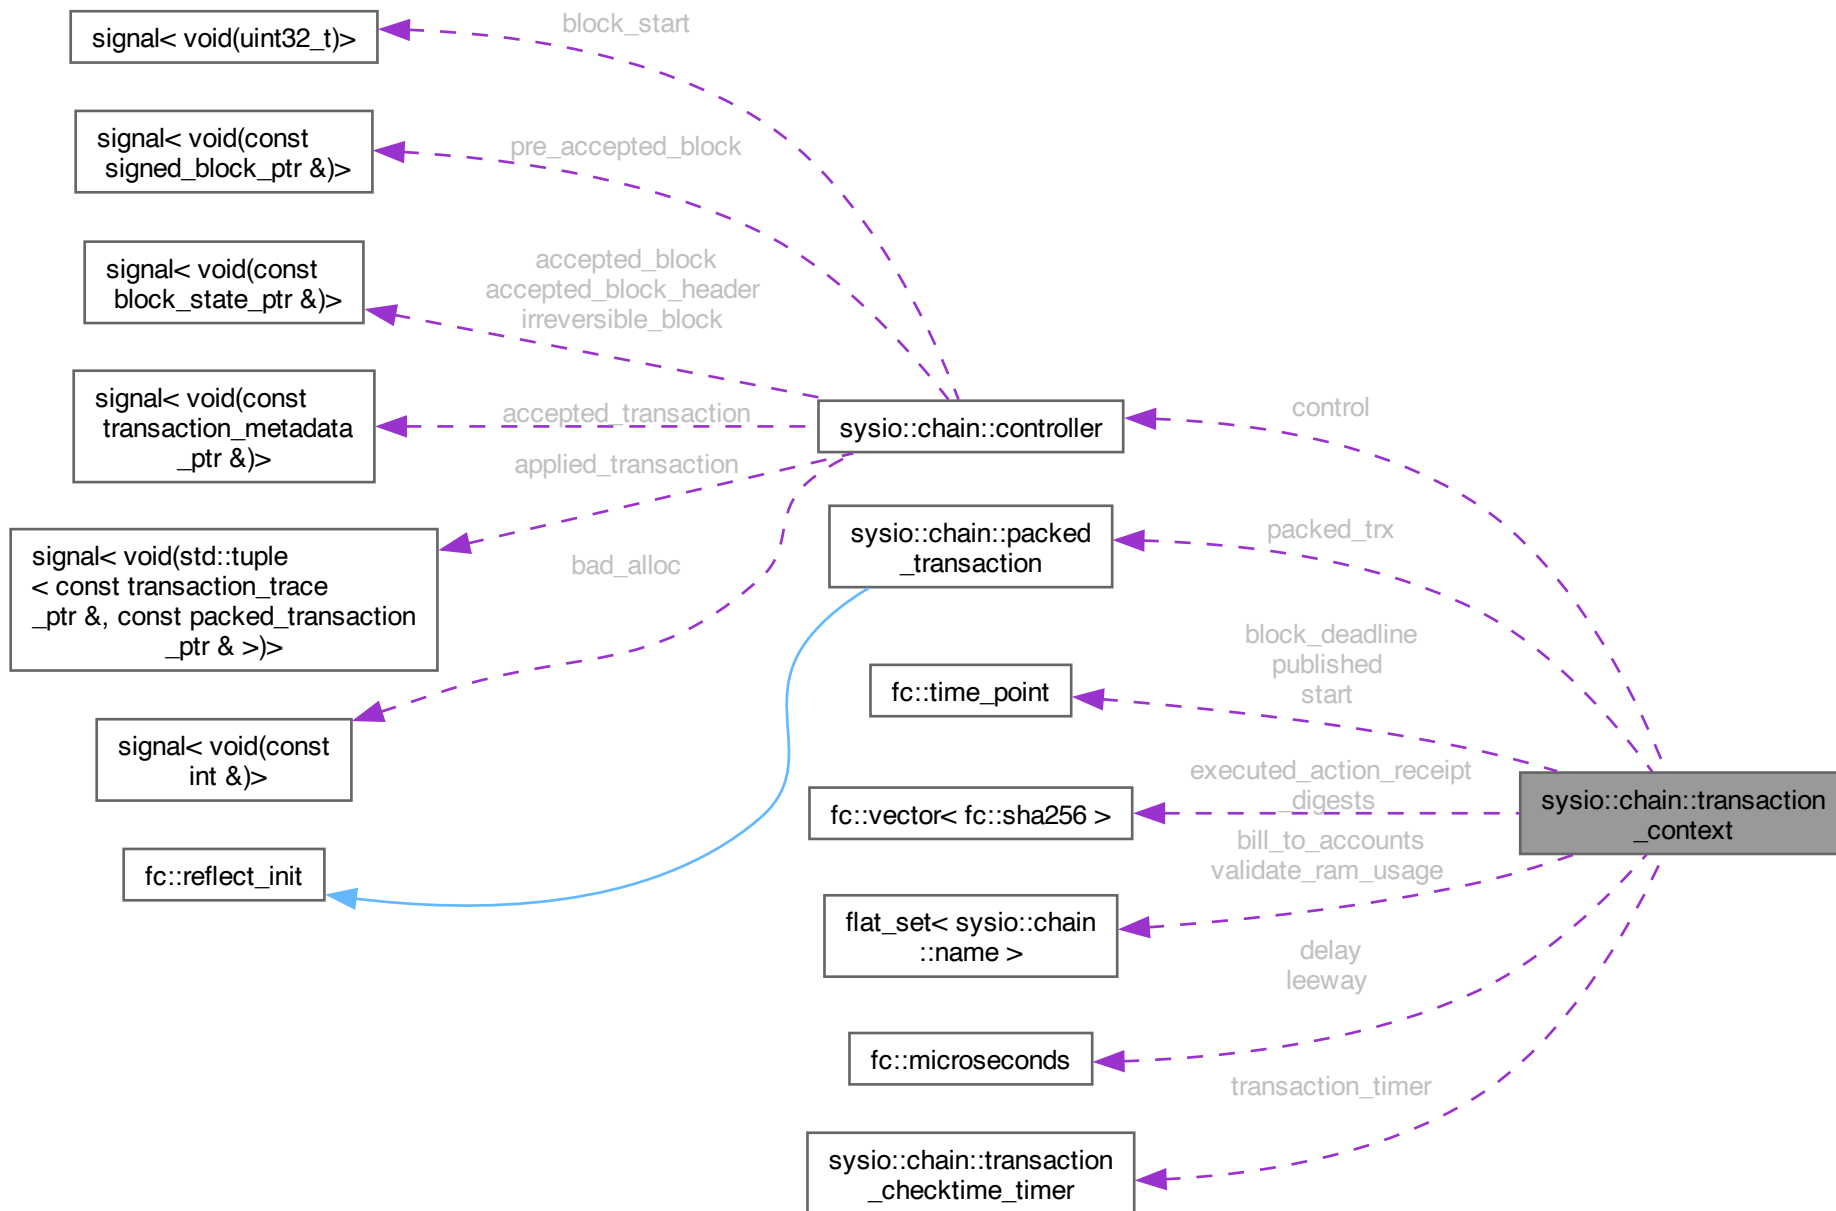 signal< void(uint32_t)>
block_start
signal< void(const
signed_block_ptr &)>
pre_accepted_block
signal< void(const
block_state_ptr &)>
accepted_block
accepted_block_header
irreversible_block
signal< void(const
transaction_metadata
_ptr &)>
accepted_transaction
sysio::chain::controller
control
applied_transaction
signal< void(std::tuple
< const transaction_trace
_ptr &, const packed_transaction
_ptr & >)>
bad_alloc
sysio::chain::packed
_transaction
packed_trx
signal< void(const
int &)>
fc::time_point
block_deadline
published
start
fc::reflect_init
fc::vector< fc::sha256 >
executed_action_receipt
_digests
sysio::chain::transaction
_context
bill_to_accounts
validate_ram_usage
flat_set< sysio::chain
::name >
delay
leeway
fc::microseconds
transaction_timer
sysio::chain::transaction
_checktime_timer